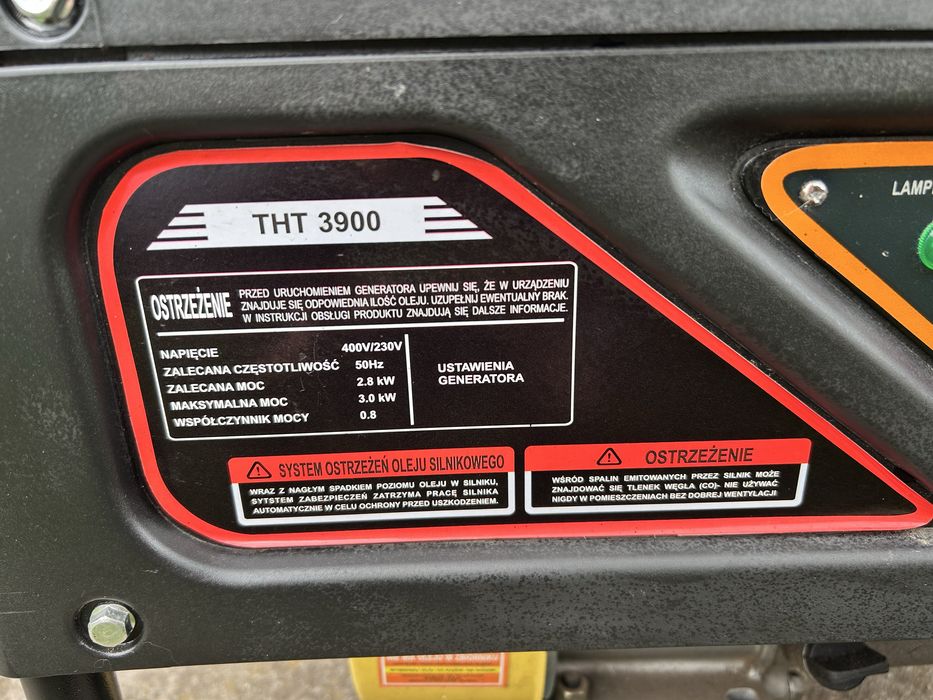 THT 3900
LAMP
OSTRZEŻENIE
PRZED URUCHOMIENIEM GENERATORA UPEWNIJ SIĘ, ŻE W URZĄDZENIU
ZNAJDUJE SIĘ ODPOWIEDNIA ILOŚĆ OLEJU. UZUPEŁNIJ EWENTUALNY BRAK.
W INSTRUKCJI OBSŁUGI PRODUKTU ZNAJDUJĄ SIĘ DALSZE INFORMACJE.
NAPIĘCIE 400V/230V
ZALECANA CZĘSTOTLIWOŚĆ 50Hz
ZALECANA MOC 2.8 kW
MAKSYMALNA MOC 3.0 kW
WSPÓŁCZYNNIK MOCY 0.8
USTAWIENIA
GENERATORA
SYSTEM OSTRZEŻEŃ OLEJU SILNIKOWEGO
WRAZ Z NAGŁYM SPADKIEM POZIOMU OLEJU W SILNIKU,
SYTSTEM ZABEZPIECZEŃ ZATRZYMA PRACĘ SILNIKA
AUTOMATYCZNIE W CELU OCHRONY PRZED USZKODZENIEM.
OSTRZEŻENIE
WŚRÓD SPALIN EMITOWANYCH PRZEZ SILNIK MOŻE
ZNAJDOWAĆ SIĘ TLENEK WĘGLA (CO)- NIE UŻYWAĆ
NIGDY W POMIESZCZENIACH BEZ DOBREJ WENTYLACJI